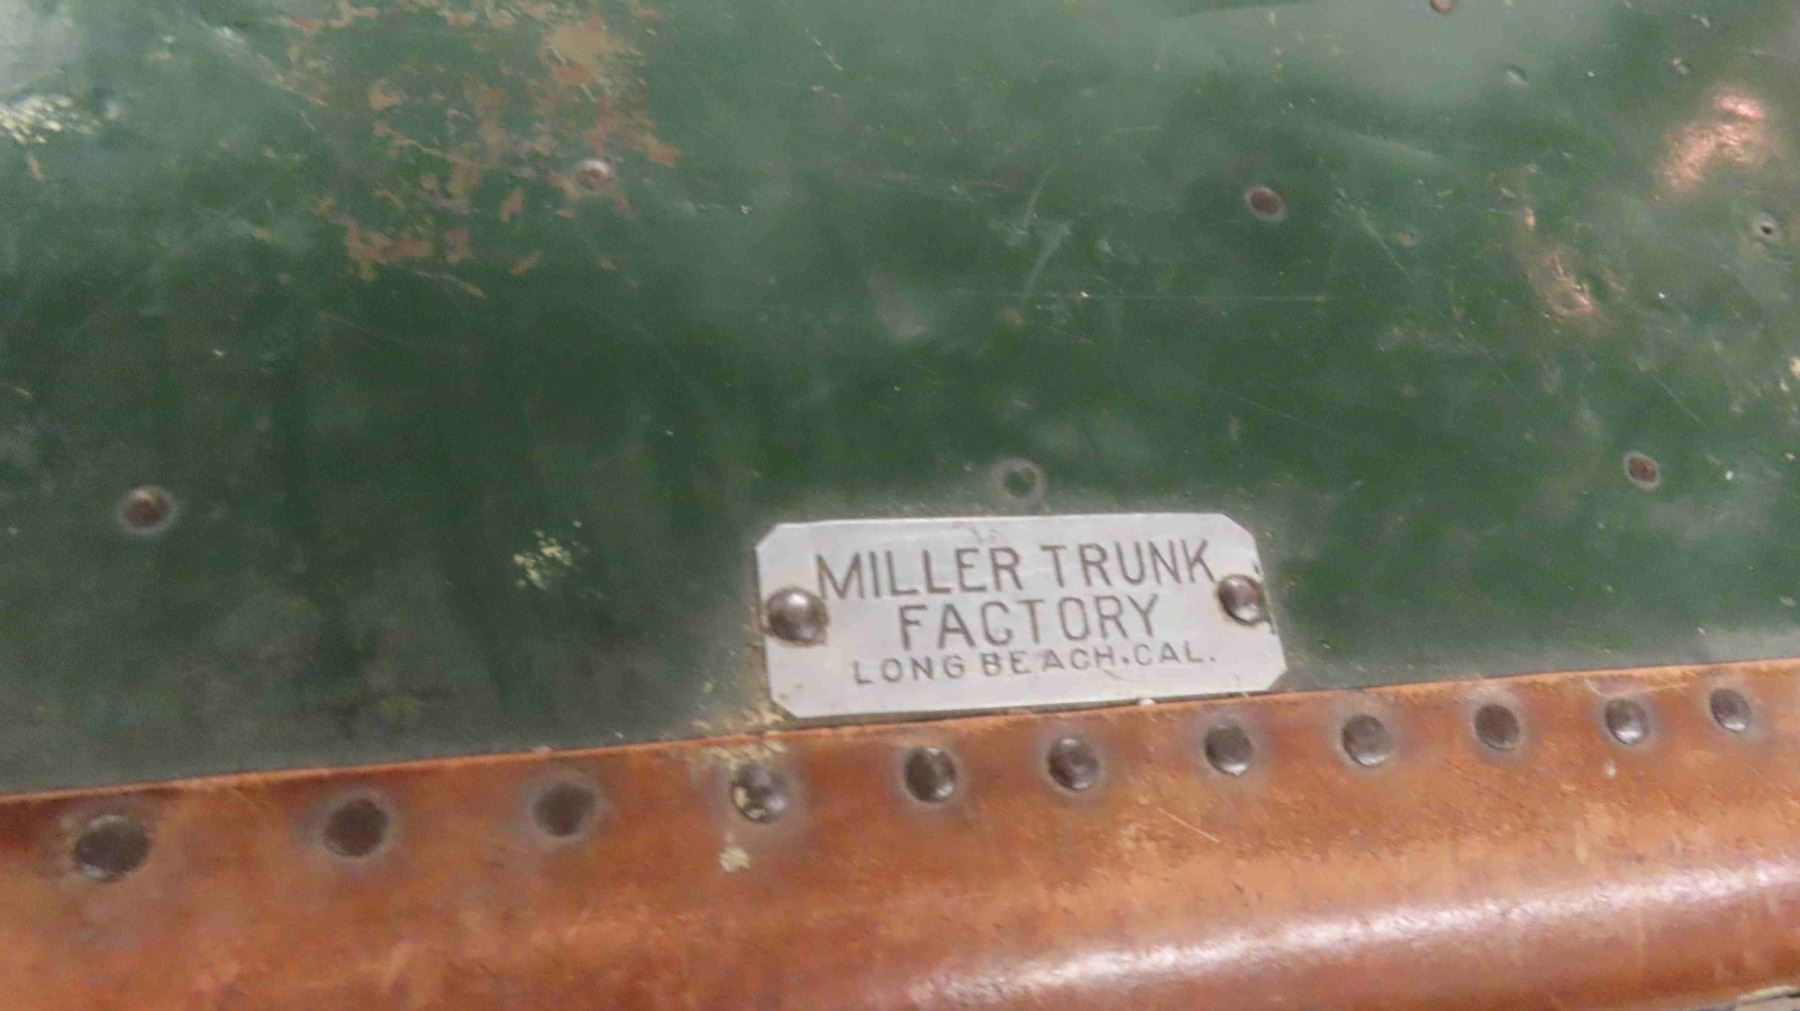 MILLER TRUNK
FACTORY
LONG BEACH.CAL.